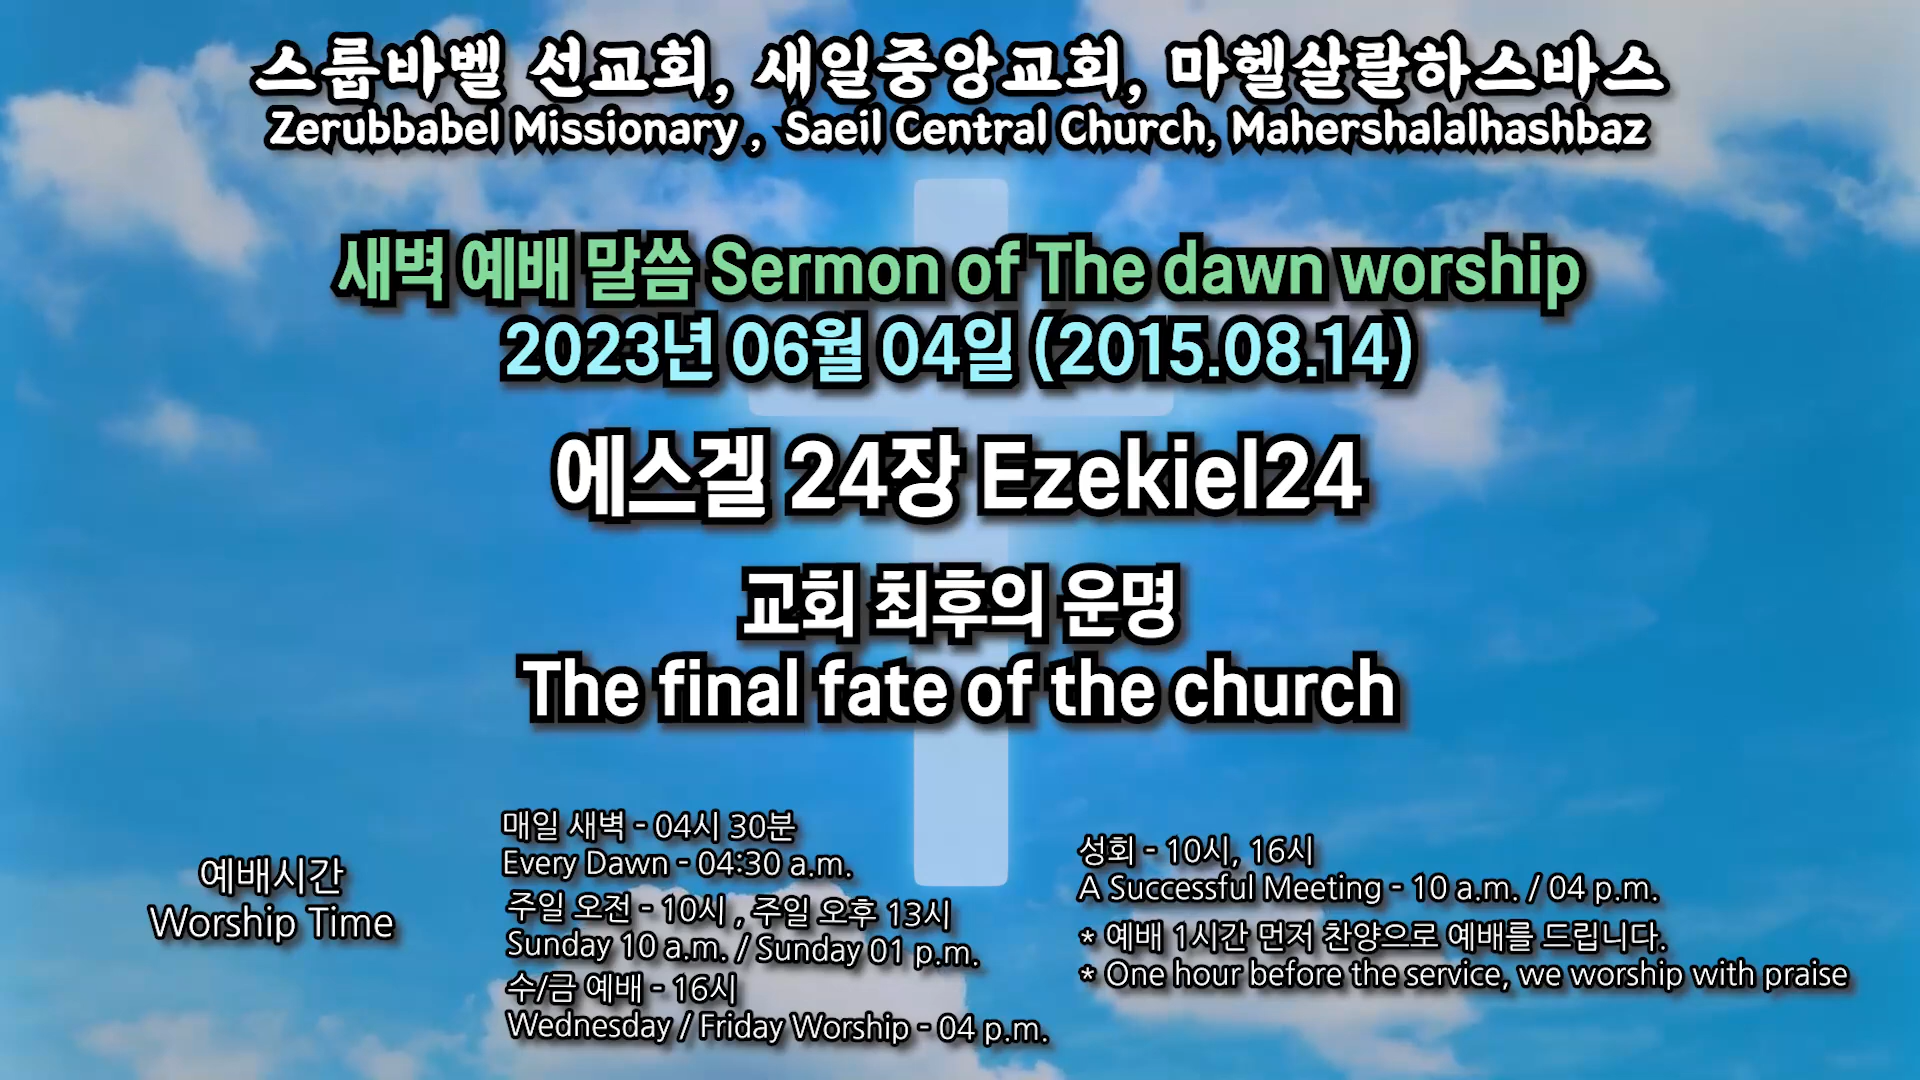 스룹바벨 선교회, 새일중앙교회, 마헬살랄하스바스
Zerubbabel Missionary , Saeil Central Church, Mahershalalhashbaz
새벽 예배 말씀 Sermon of The dawn worship
2023년 06월 04일 (2015.08.14)
에스겔 24장 Ezekiel24
교회 최후의 운명
The final fate of the church
예배시간
Worship Time
매일 새벽 - 04시 30분
Every Dawn - 04:30 a.m.
주일 오전 - 10시 , 주일 오후 13시
Sunday 10 a.m. / Sunday 01 p.m.
수/금 예배 - 16시
Wednesday / Friday Worship - 04 p.m.
성회 - 10시, 16시
A Successful Meeting - 10 a.m. / 04 p.m.
* 예배 1시간 먼저 찬양으로 예배를 드립니다.
* One hour before the service, we worship with praise